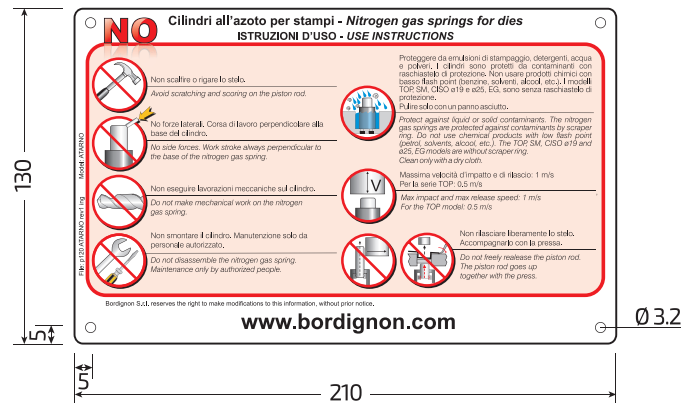 NO
Cilindri all'azoto per stampi - Nitrogen gas springs for dies
ISTRUZIONI D'USO - USE INSTRUCTIONS
Non scalfire o rigare lo stelo.
Avoid scratching and scoring on the piston rod.
No forze laterali. Corsa di lavoro perpendicolare alla
base del cilindro.
No side forces. Work stroke always perpendicular to
the base of the nitrogen gas spring.
Non eseguire lavorazioni meccaniche sul cilindro.
Do not make mechanical work on the nitrogen
gas spring.
Non smontare il cilindro. Manutenzione solo da
personale autorizzato.
Do not disassemble the nitrogen gas spring.
Maintenance only by authorized people.
Proteggere da emulsioni di stampaggio, detergenti, acqua
e polveri. I cilindri sono protetti da contaminanti con
raschiastelo di protezione. Non usare prodotti chimici con
basso flash point (benzine, solventi, alcool, etc.). I modelli
TOP, SM, CISO ø19 e ø25, EG, sono senza raschiastelo di
protezione.
Pulire solo con un panno asciutto.
Protect against liquid or solid contaminants. The nitrogen
gas springs are protected against contaminants by scraper
ring. Do not use chemical products with low flash point
(petrol, solvents, alcool, etc.). The TOP, SM, CISO ø19 and
ø25, EG models are without scraper ring.
Clean only with a dry cloth.
V
Massima velocità d'impatto e di rilascio: 1 m/s
Per la serie TOP: 0.5 m/s
Max impact and max release speed: 1 m/s
For the TOP model: 0.5 m/s
Non rilasciare liberamente lo stelo.
Accompagnarlo con la pressa.
Do not freely realease the piston rod.
The piston rod goes up
together with the press.
Model: ATARNO
File: p120 ATARNO rev1 ing
Bordignon S.r.l. reserves the right to make modifications to this information, without prior notice.
www.bordignon.com
130
5
5
210
Ø 3.2